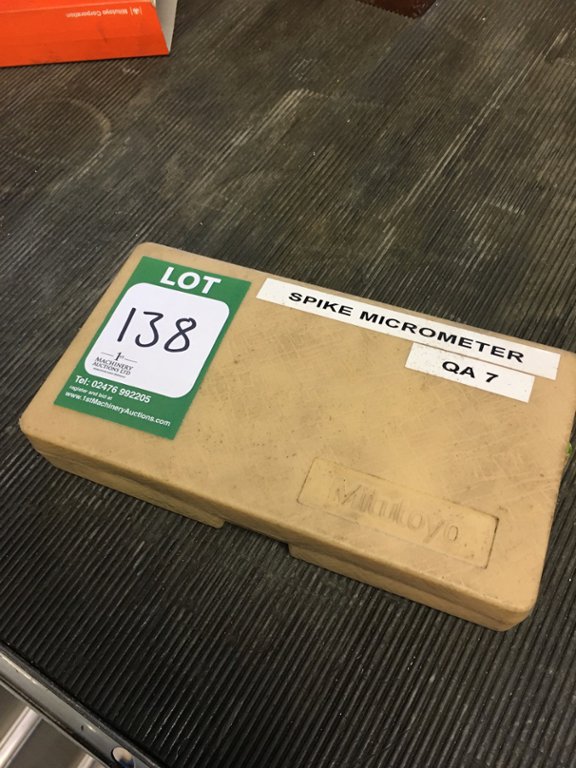 Mitutoyo Corporation
LOT
138
1st
MACHINERY
AUCTIONS LTD
Tel: 02476 992205
register and bid at
www.1stMachineryAuctions.com
SPIKE MICROMETER
QA 7
Mitutoyo